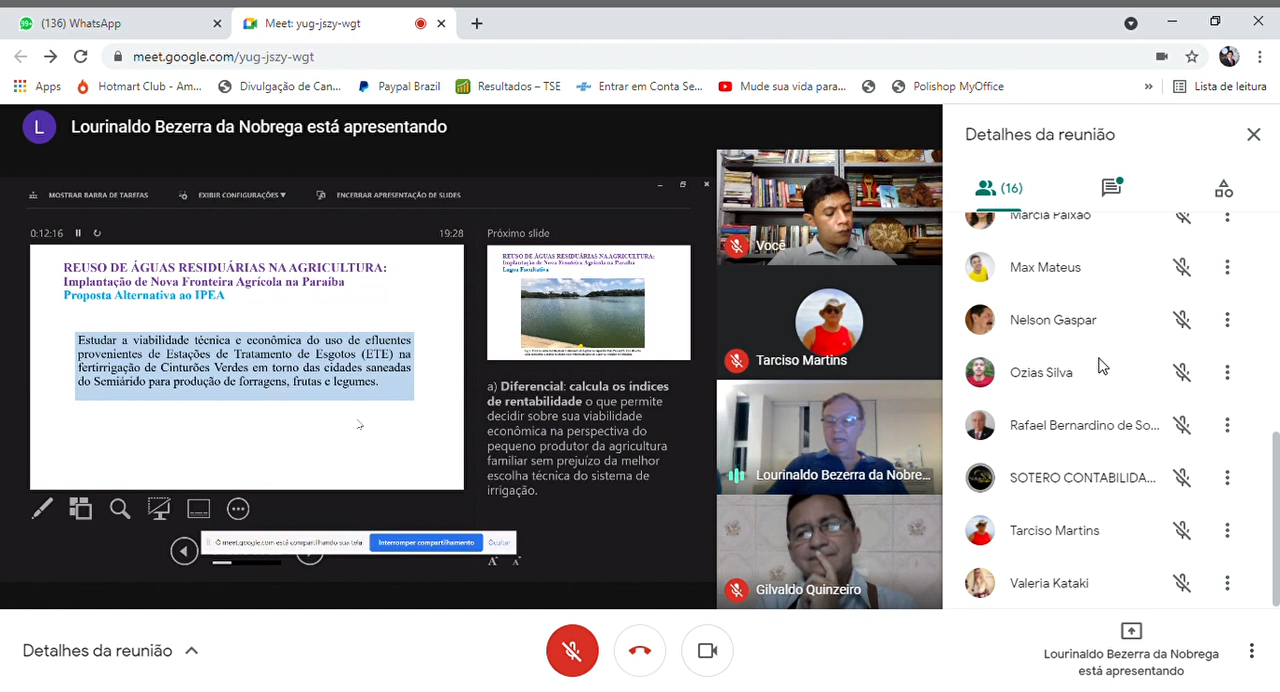 99+
(136) WhatsApp
Meet: yug-jszy-wgt
meet.google.com/yug-jszy-wgt
Apps
Hotmart Club - Am...
Divulgação de Can...
Paypal Brazil
Resultados – TSE
Entrar em Conta Se...
Mude sua vida para...
Polishop MyOffice
»
Lista de leitura
L
Lourinaldo Bezerra da Nobrega está apresentando
MOSTRAR BARRA DE TAREFAS
EXIBIR CONFIGURAÇÕES
ENCERRAR APRESENTAÇÃO DE SLIDES
0:12:16
19:28
REUSO DE ÁGUAS RESIDUÁRIAS NA AGRICULTURA:
Implantação de Nova Fronteira Agrícola na Paraíba
Proposta Alternativa ao IPEA
Estudar a viabilidade técnica e econômica do uso de efluentes
provenientes de Estações de Tratamento de Esgotos (ETE) na
fertirrigação de Cinturões Verdes em torno das cidades saneadas
do Semiárido para produção de forragens, frutas e legumes.
Próximo slide
REUSO DE ÁGUAS RESIDUÁRIAS NA AGRICULTURA:
Implantação de Nova Fronteira Agrícola na Paraíba
Lagoa Facultativa
a) Diferencial: calcula os índices
de rentabilidade o que permite
decidir sobre sua viabilidade
econômica na perspectiva do
pequeno produtor da agricultura
familiar sem prejuízo da melhor
escolha técnica do sistema de
irrigação.
O meet.google.com está compartilhando sua tela.
Interromper compartilhamento
Ocultar
A A
Você
Tarciso Martins
Lourinaldo Bezerra da Nobre...
Gilvaldo Quinzeiro
Detalhes da reunião
(16)
Marcia Paixão
Max Mateus
Nelson Gaspar
Ozias Silva
Rafael Bernardino de So...
SOTERO CONTABILIDA...
Tarciso Martins
Valeria Kataki
Detalhes da reunião
Lourinaldo Bezerra da Nobrega
está apresentando